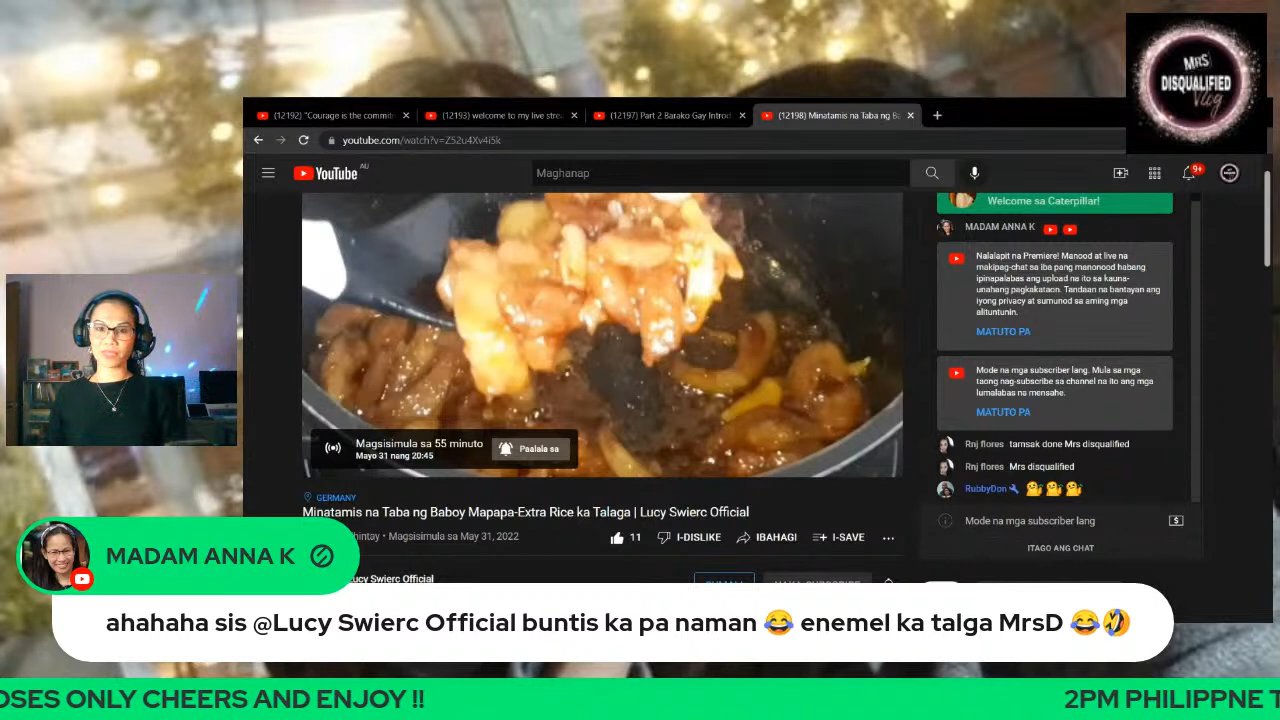 MRS
DISQUALIFIED
Vlog
(12192) "Courage is the commit
(12193) welcome to my live stre
(12197) Part 2 Barako Gay Introd
(12198) Minatamis na Taba ng Ba
youtube.com/watch?v=Z52u4Xv4i5k
YouTube AU
Maghanap
9+
Welcome sa Caterpillar!
MADAM ANNA K
Nalalapit na Premiere! Manood at live na
makipag-chat sa iba pang manonood habang
ipinapalabas ang upload na ito sa kauna-
unahang pagkakataon. Tandaan na bantayan ang
iyong privacy at sumunod sa aming mga
alituntunin.
MATUTO PA
Mode na mga subscriber lang. Mula sa mga
taong nag-subscribe sa channel na ito ang mga
lumalabas na mensahe.
MATUTO PA
Rnj flores tamsak done Mrs disqualified
Rnj flores Mrs disqualified
RubbyDon
Mode na mga subscriber lang
ITAGO ANG CHAT
Magsisimula sa 55 minuto
Mayo 31 nang 20:45
Paalala sa
GERMANY
Minatamis na Taba ng Baboy Mapapa-Extra Rice ka Talaga | Lucy Swierc Official
hintay • Magsisimula sa May 31, 2022
11
I-DISLIKE
IBAHAGI
I-SAVE
Lucy Swierc Official
MADAM ANNA K
ahahaha sis @Lucy Swierc Official buntis ka pa naman 😂 enemel ka talga MrsD 😂🤣
OSES ONLY CHEERS AND ENJOY !!
2PM PHILIPPNE T